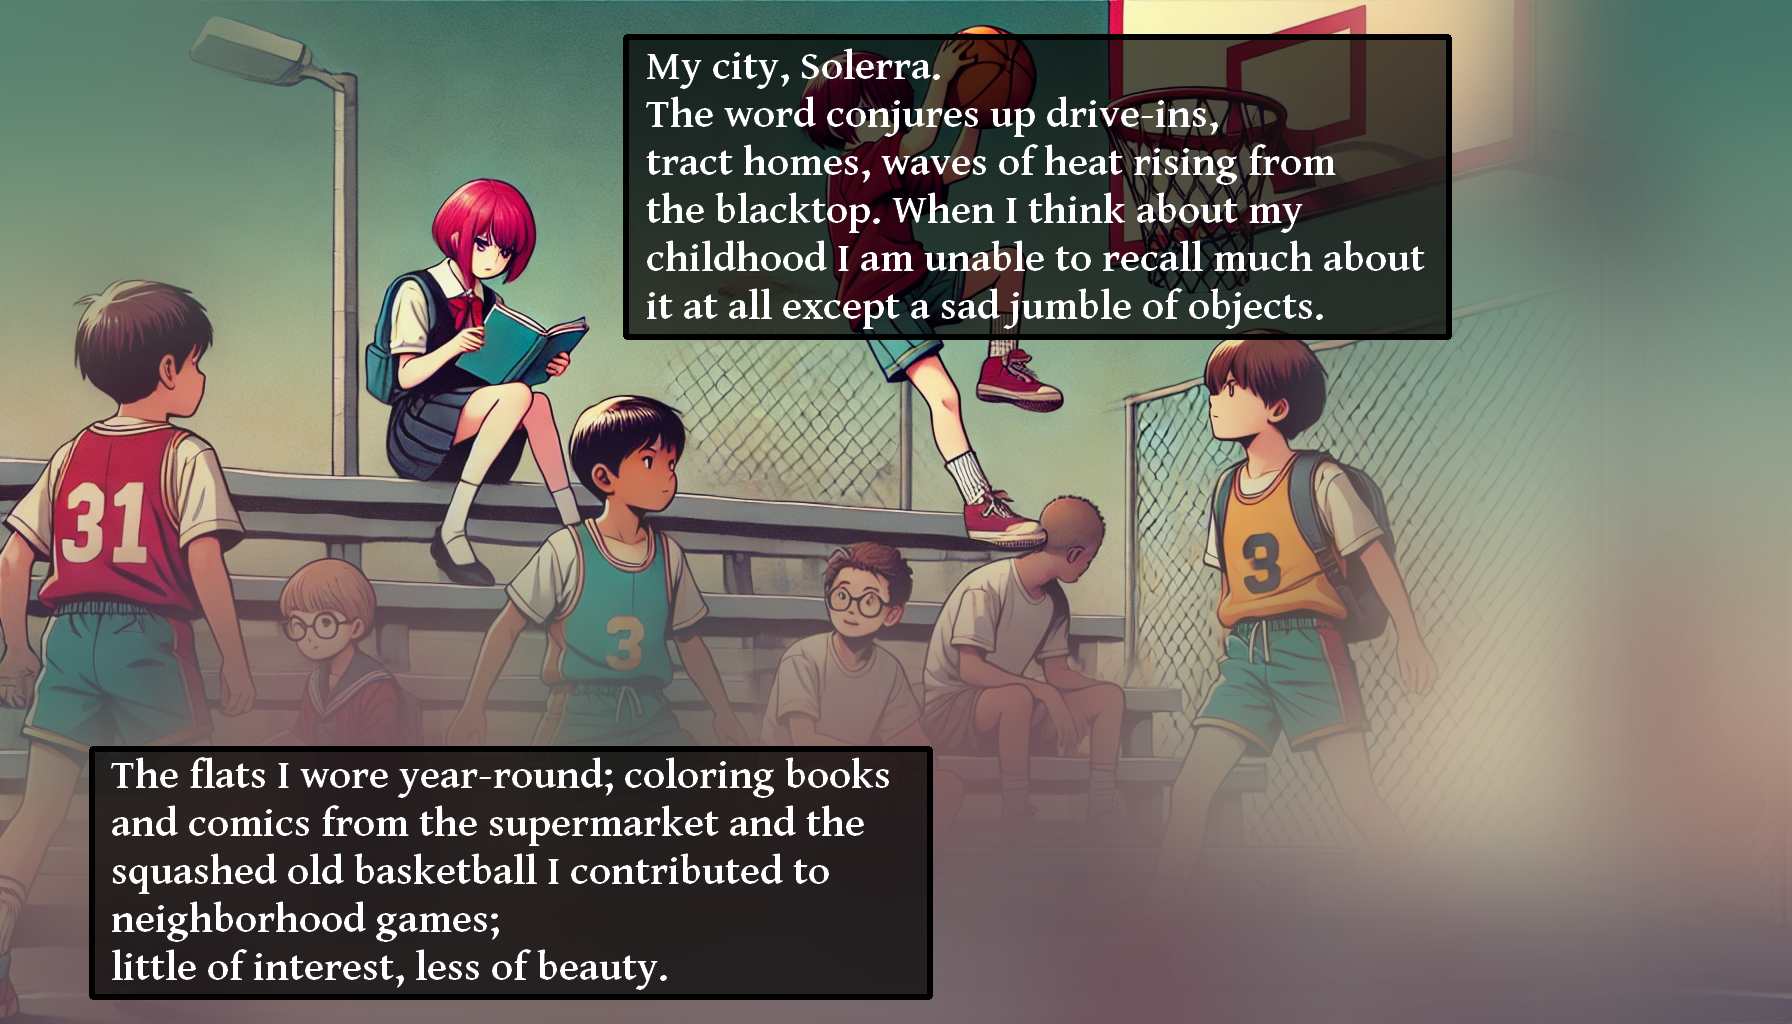 My city, Solerra.
The word conjures up drive-ins,
tract homes, waves of heat rising from
the blacktop. When I think about my
childhood I am unable to recall much about
it at all except a sad jumble of objects.
31
3
3
The flats I wore year-round; coloring books
and comics from the supermarket and the
squashed old basketball I contributed to
neighborhood games;
little of interest, less of beauty.